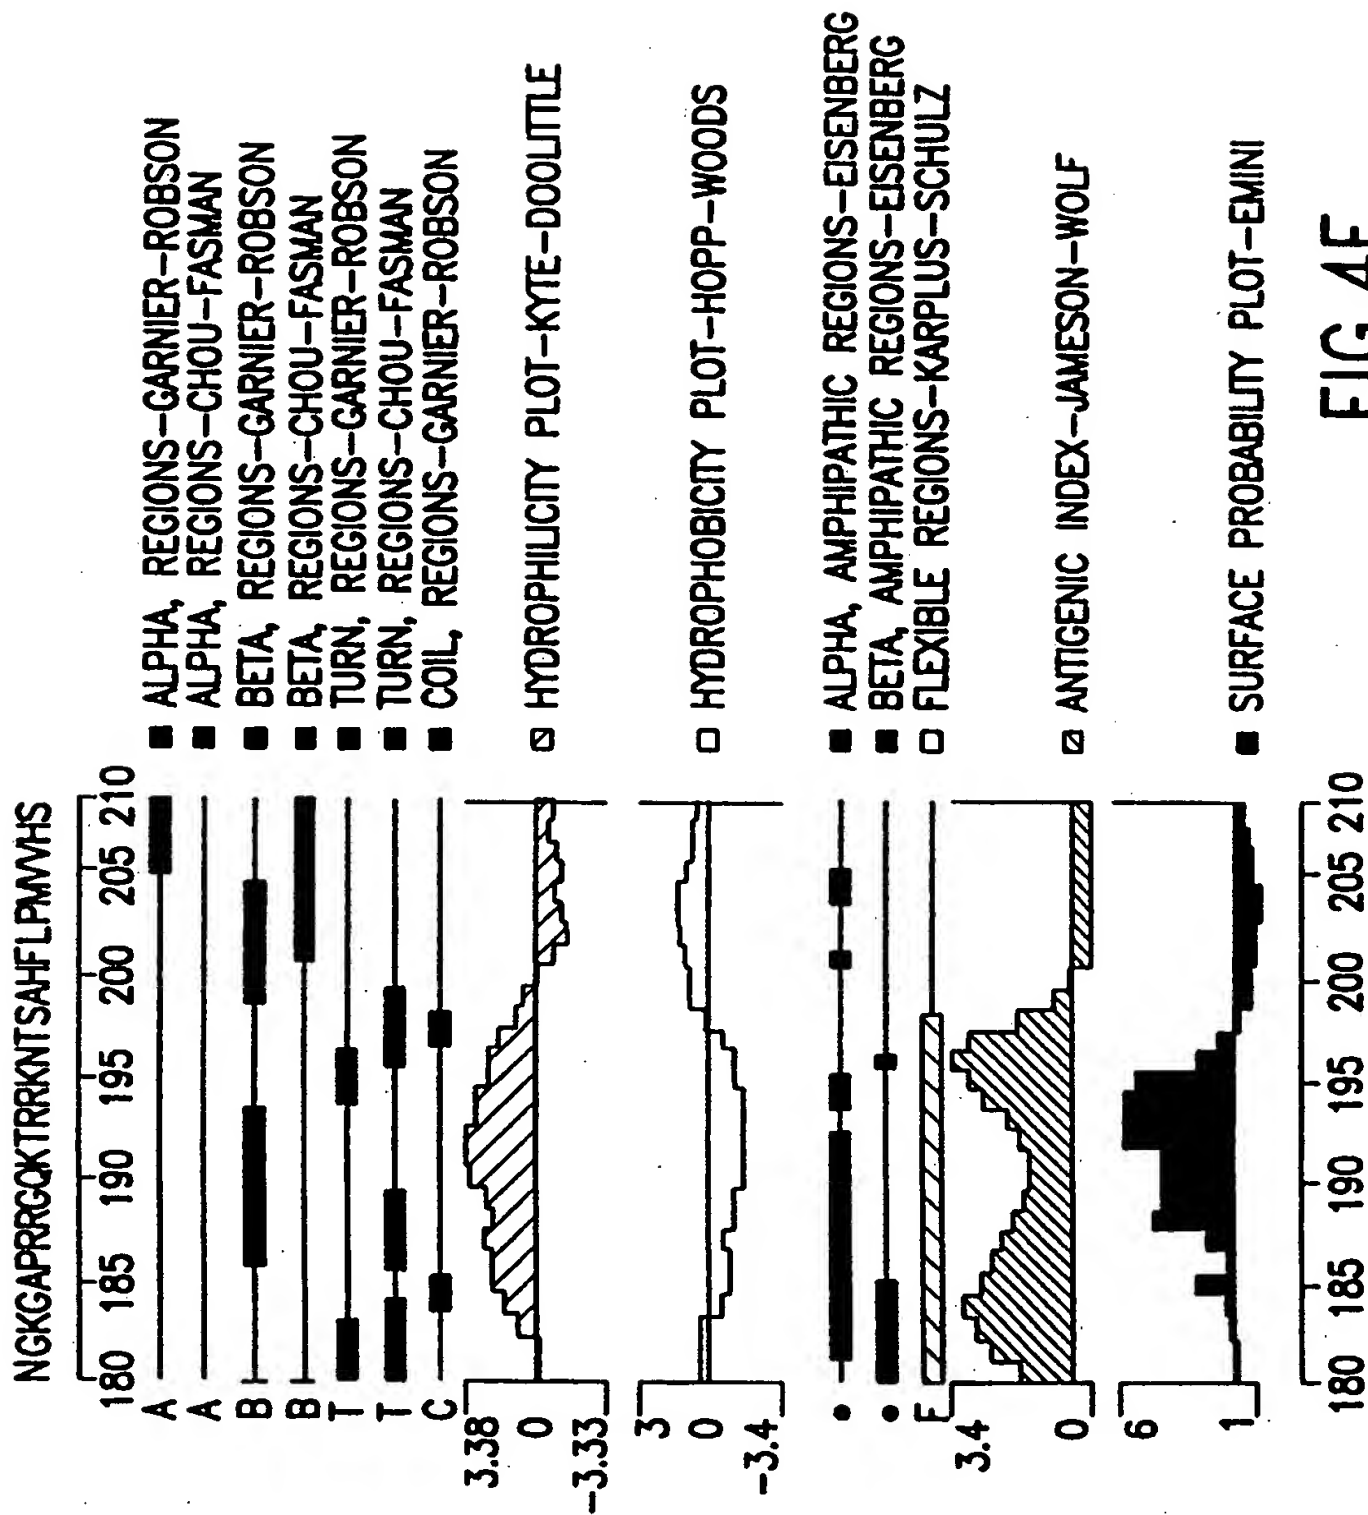 NGKGAPRRGQKTRRKNTSAHFLPMVVHS
180 185 190 195 200 205 210
A ALPHA, REGIONS-GARNIER-ROBSON
A ALPHA, REGIONS-CHOU-FASMAN
B BETA, REGIONS-GARNIER-ROBSON
B BETA, REGIONS-CHOU-FASMAN
T TURN, REGIONS-GARNIER-ROBSON
T TURN, REGIONS-CHOU-FASMAN
C COIL, REGIONS-GARNIER-ROBSON
3.38
0 HYDROPHILICITY PLOT-KYTE-DOOLITTLE
-3.33
3
0 HYDROPHOBICITY PLOT-HOPP-WOODS
-3.4
ALPHA, AMPHIPATHIC REGIONS-EISENBERG
BETA, AMPHIPATHIC REGIONS-EISENBERG
F FLEXIBLE REGIONS-KARPLUS-SCHULZ
3.4
0 ANTIGENIC INDEX-JAMESON-WOLF
6
1 SURFACE PROBABILITY PLOT-EMINI
180 185 190 195 200 205 210